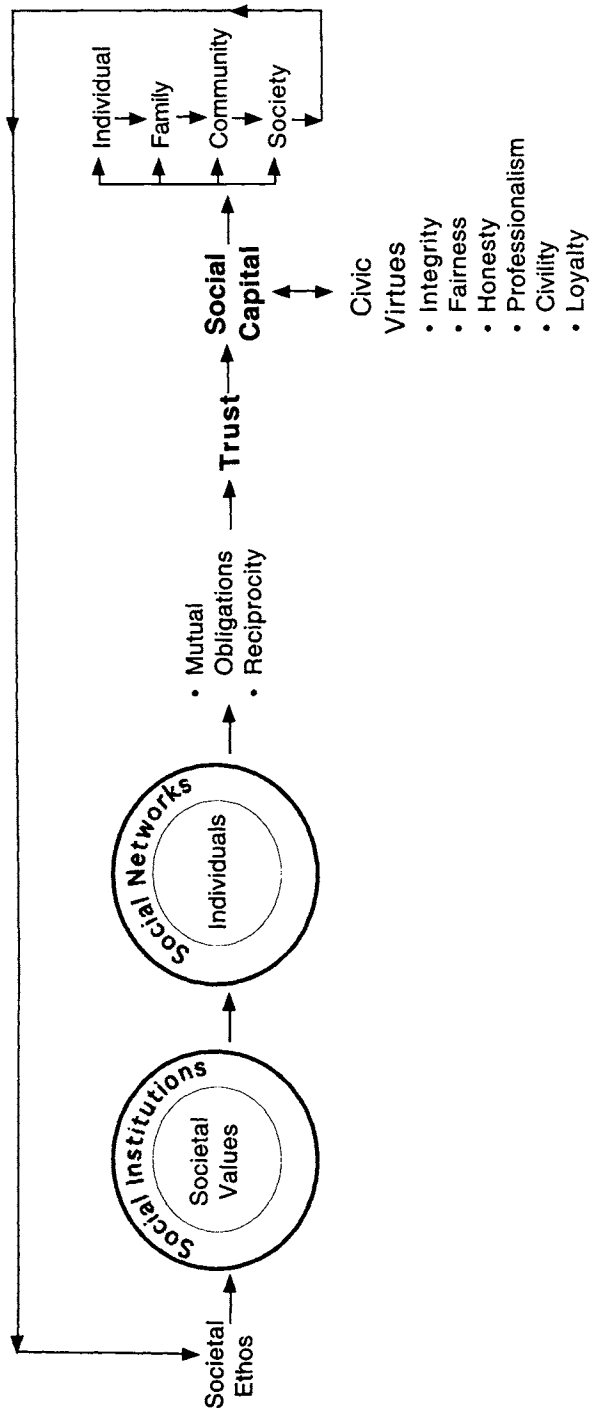 Societal
Ethos
Social Institutions
Societal
Values
Social Networks
Individuals
• Mutual
Obligations
• Reciprocity
Trust
Social
Capital
Individual
Family
Community
Society
Civic
Virtues
• Integrity
• Fairness
• Honesty
• Professionalism
• Civility
• Loyalty